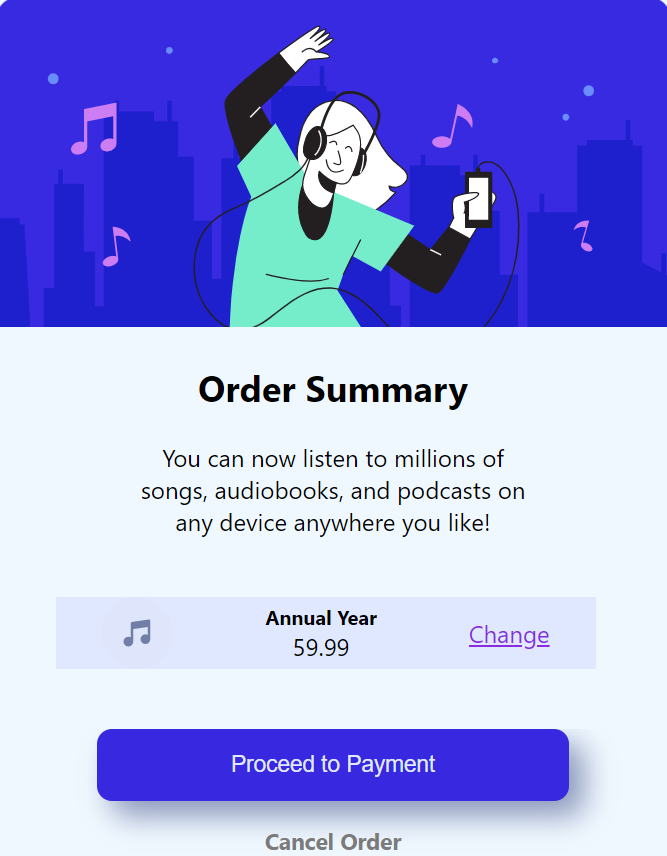 Order Summary
You can now listen to millions of
songs, audiobooks, and podcasts on
any device anywhere you like!
Annual Year
59.99
Change
Proceed to Payment
Cancel Order